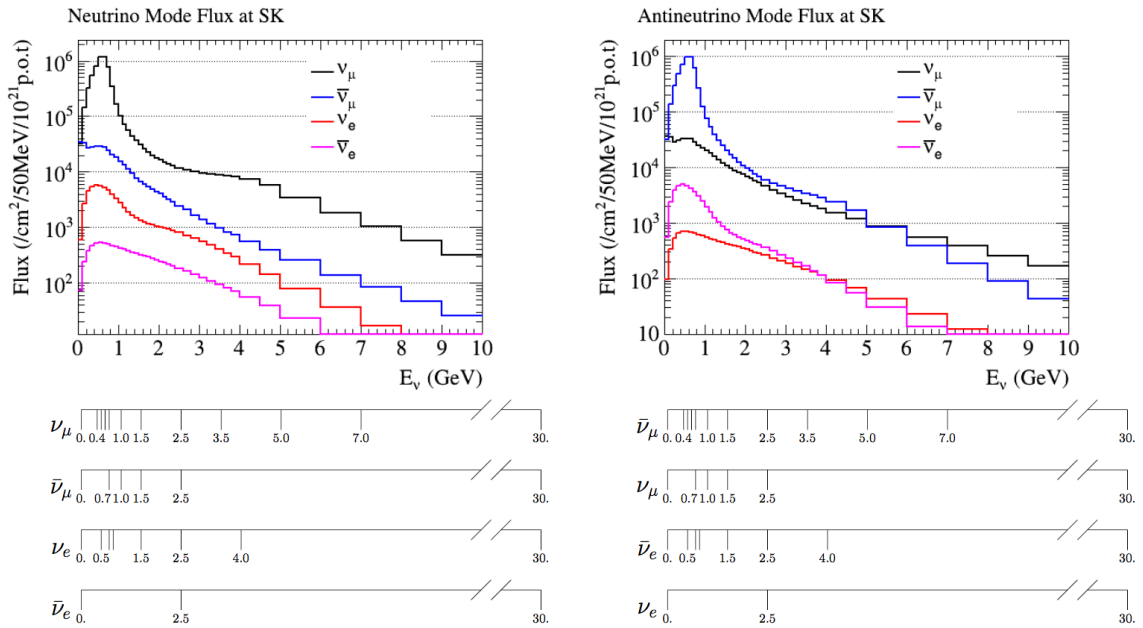 Neutrino Mode Flux at SK
Flux (/cm²/50MeV/10²¹p.o.t)
10⁶
10⁵
10⁴
10³
10²
ν_μ
ν̄_μ
ν_e
ν̄_e
0 1 2 3 4 5 6 7 8 9 10
E_ν (GeV)
Antineutrino Mode Flux at SK
Flux (/cm²/50MeV/10²¹p.o.t)
10⁶
10⁵
10⁴
10³
10²
10
ν_μ
ν̄_μ
ν_e
ν̄_e
0 1 2 3 4 5 6 7 8 9 10
E_ν (GeV)
ν_μ 0. 0.4 1.0 1.5 2.5 3.5 5.0 7.0 30.
ν̄_μ 0. 0.7 1.0 1.5 2.5 30.
ν_e 0. 0.5 1.5 2.5 4.0 30.
ν̄_e 0. 2.5 30.
ν̄_μ 0. 0.4 1.0 1.5 2.5 3.5 5.0 7.0 30.
ν_μ 0. 0.7 1.0 1.5 2.5 30.
ν̄_e 0. 0.5 1.5 2.5 4.0 30.
ν_e 0. 2.5 30.